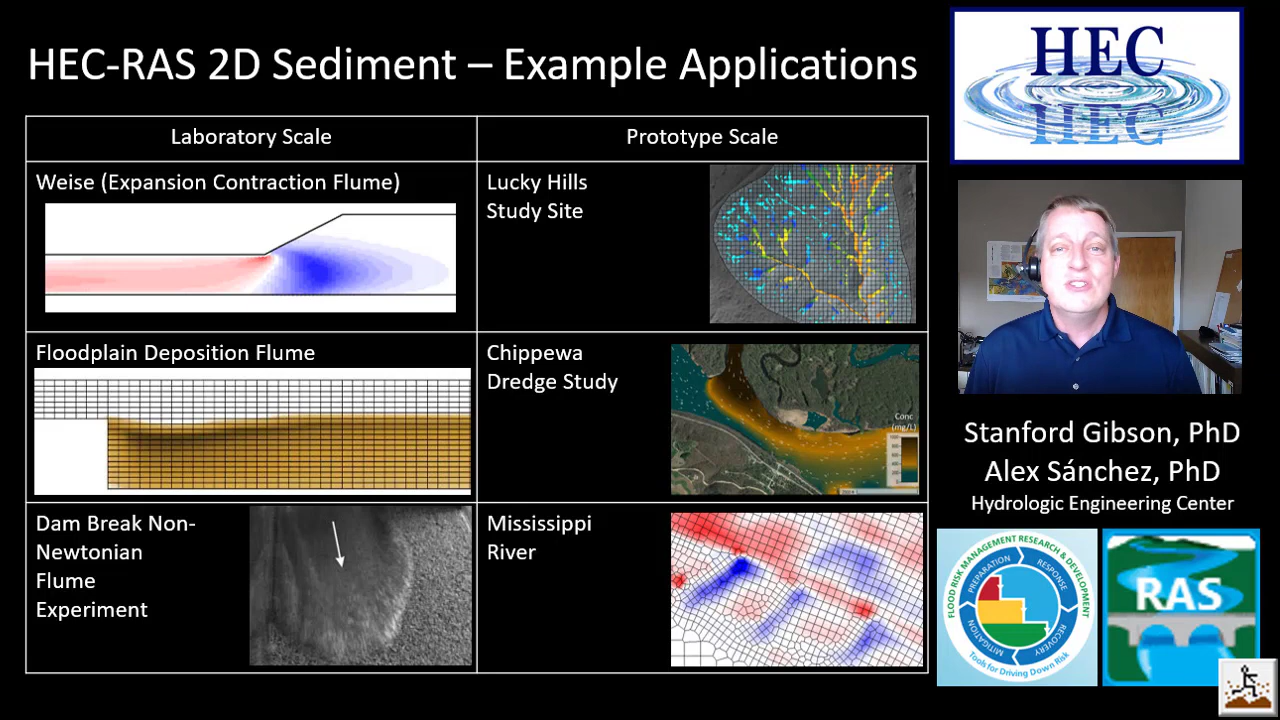 HEC-RAS 2D Sediment – Example Applications
Laboratory Scale
Prototype Scale
Weise (Expansion Contraction Flume)
Lucky Hills
Study Site
Floodplain Deposition Flume
Chippewa
Dredge Study
Conc
(mg/L)
Dam Break Non-
Newtonian
Flume
Experiment
Mississippi
River
HEC
HEC
Stanford Gibson, PhD
Alex Sánchez, PhD
Hydrologic Engineering Center
FLOOD RISK MANAGEMENT RESEARCH & DEVELOPMENT
PREPARATION
RESPONSE
RECOVERY
MITIGATION
Tools for Driving Down Risk
RAS